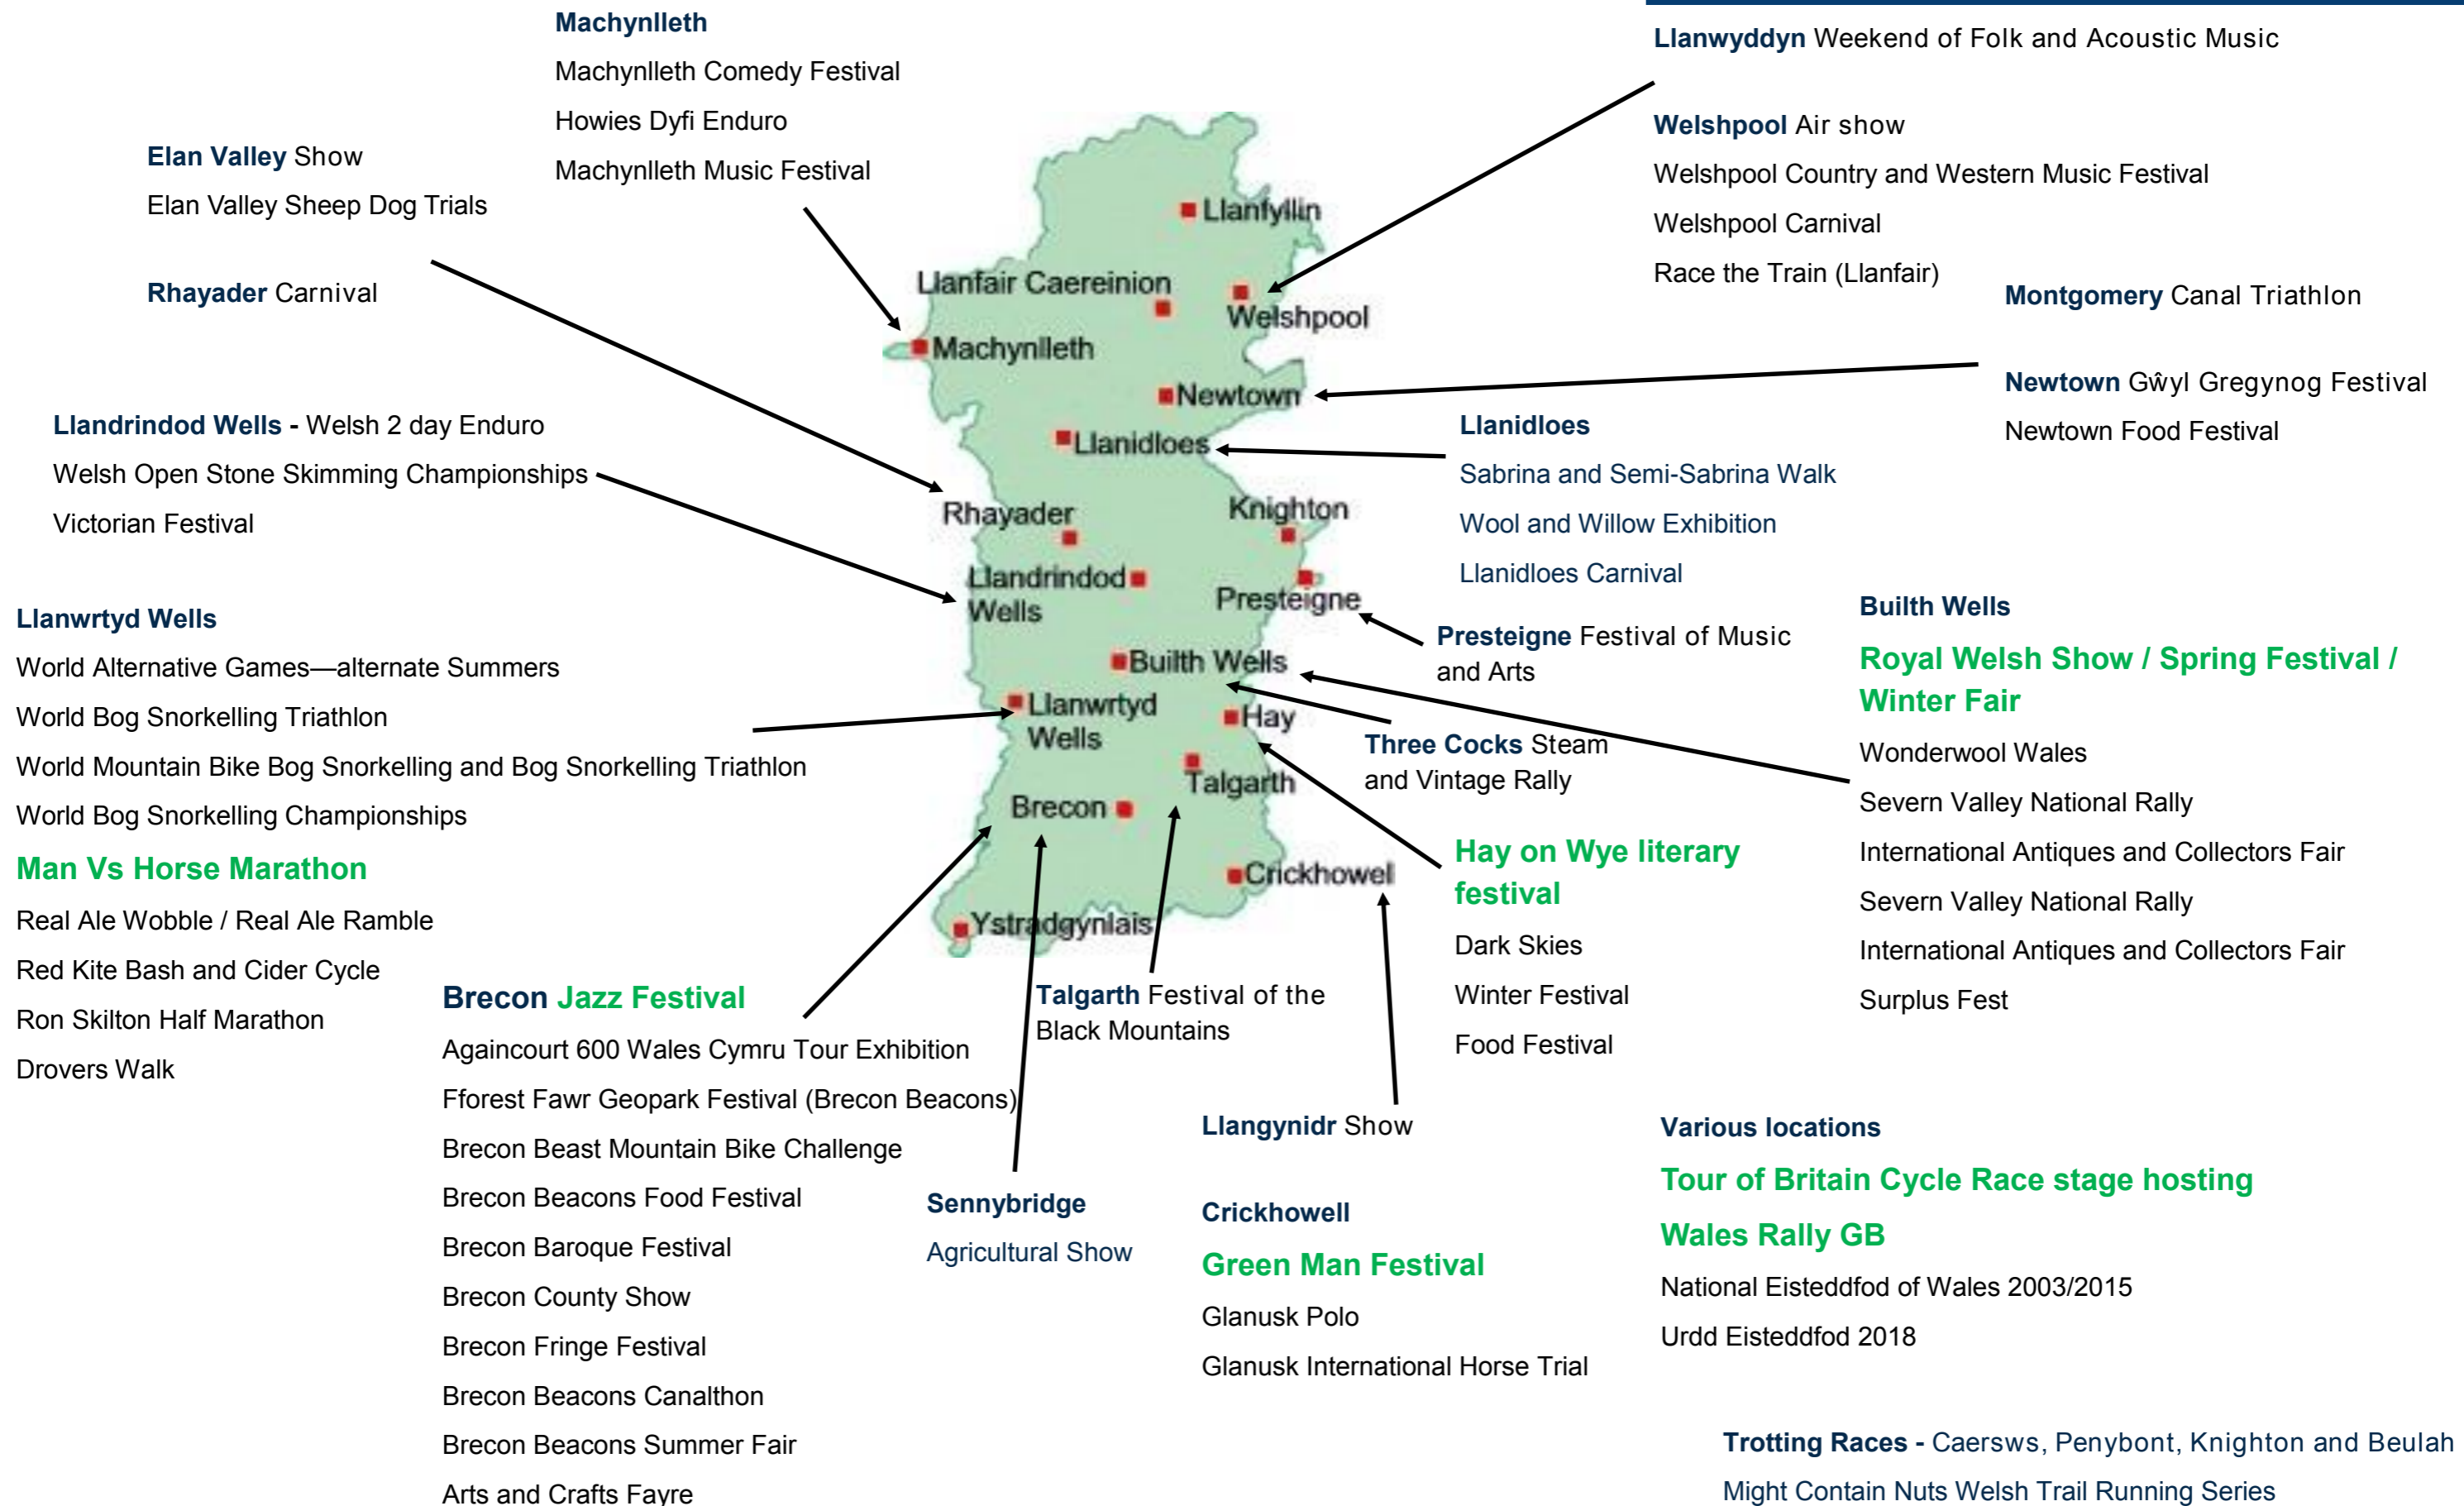 Machynlleth
Machynlleth Comedy Festival
Howies Dyfi Enduro
Machynlleth Music Festival
Llanwyddyn Weekend of Folk and Acoustic Music
Welshpool Air show
Welshpool Country and Western Music Festival
Welshpool Carnival
Race the Train (Llanfair)
Montgomery Canal Triathlon
Newtown Gŵyl Gregynog Festival
Newtown Food Festival
Elan Valley Show
Elan Valley Sheep Dog Trials
Rhayader Carnival
Llandrindod Wells - Welsh 2 day Enduro
Welsh Open Stone Skimming Championships
Victorian Festival
Llanwrtyd Wells
World Alternative Games—alternate Summers
World Bog Snorkelling Triathlon
World Mountain Bike Bog Snorkelling and Bog Snorkelling Triathlon
World Bog Snorkelling Championships
Man Vs Horse Marathon
Real Ale Wobble / Real Ale Ramble
Red Kite Bash and Cider Cycle
Ron Skilton Half Marathon
Drovers Walk
Llanfyllin
Llanfair Caereinion
Welshpool
Machynlleth
Newtown
Llanidloes
Rhayader
Knighton
Llandrindod
Wells
Presteigne
Builth Wells
Llanwrtyd
Wells
Hay
Talgarth
Brecon
Crickhowel
Ystradgynlais
Llanidloes
Sabrina and Semi-Sabrina Walk
Wool and Willow Exhibition
Llanidloes Carnival
Presteigne Festival of Music
and Arts
Three Cocks Steam
and Vintage Rally
Builth Wells
Royal Welsh Show / Spring Festival /
Winter Fair
Wonderwool Wales
Severn Valley National Rally
International Antiques and Collectors Fair
Severn Valley National Rally
International Antiques and Collectors Fair
Surplus Fest
Hay on Wye literary
festival
Dark Skies
Winter Festival
Food Festival
Brecon Jazz Festival
Againcourt 600 Wales Cymru Tour Exhibition
Fforest Fawr Geopark Festival (Brecon Beacons)
Brecon Beast Mountain Bike Challenge
Brecon Beacons Food Festival
Brecon Baroque Festival
Brecon County Show
Brecon Fringe Festival
Brecon Beacons Canalthon
Brecon Beacons Summer Fair
Arts and Crafts Fayre
Talgarth Festival of the
Black Mountains
Sennybridge
Agricultural Show
Llangynidr Show
Crickhowell
Green Man Festival
Glanusk Polo
Glanusk International Horse Trial
Various locations
Tour of Britain Cycle Race stage hosting
Wales Rally GB
National Eisteddfod of Wales 2003/2015
Urdd Eisteddfod 2018
Trotting Races - Caersws, Penybont, Knighton and Beulah
Might Contain Nuts Welsh Trail Running Series